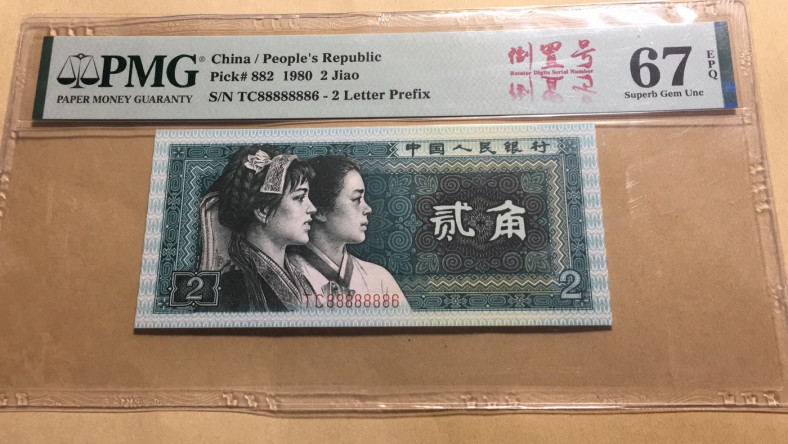 PMG
PAPER MONEY GUARANTY
China / People's Republic
Pick# 882 1980 2 Jiao
S/N TC88888886 - 2 Letter Prefix
倒置号
Rotator Digits Serial Number
67
EPQ
Superb Gem Unc
中国人民银行
贰角
2
TC88888886
2